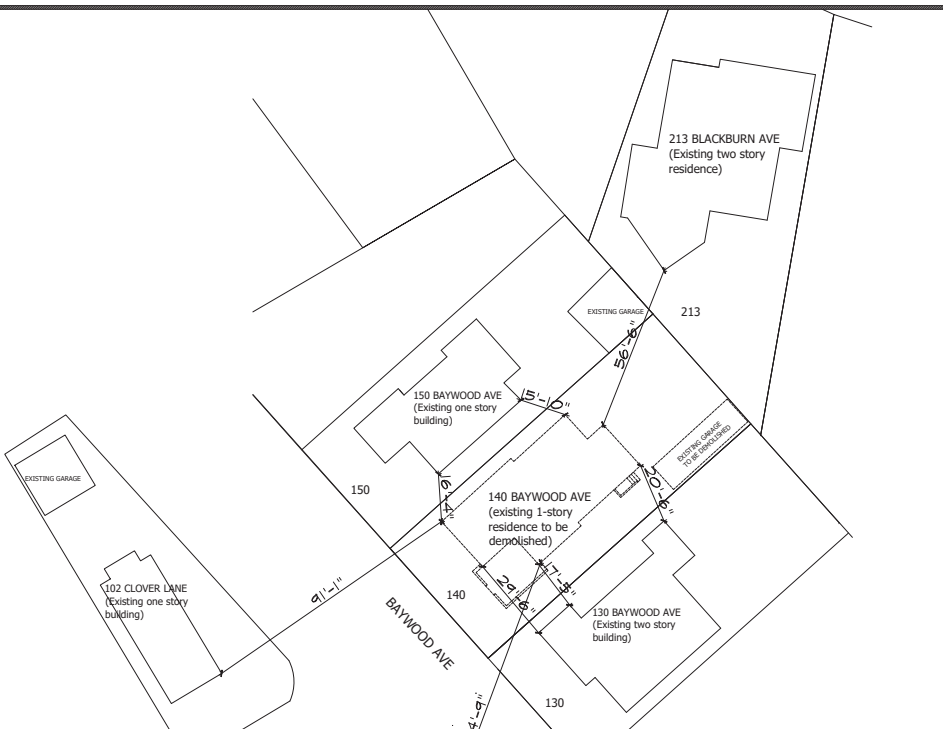 213 BLACKBURN AVE
(Existing two story
residence)
EXISTING GARAGE
213
56'-6"
150 BAYWOOD AVE
(Existing one story
building)
15'-10"
EXISTING GARAGE
TO BE DEMOLISHED
EXISTING GARAGE
150
16'-4"
140 BAYWOOD AVE
(existing 1-story
residence to be
demolished)
20'-6"
102 CLOVER LANE
(Existing one story
building)
91'-1"
140
29'-6"
17'-5"
BAYWOOD AVE
130 BAYWOOD AVE
(Existing two story
building)
130
4'-9"